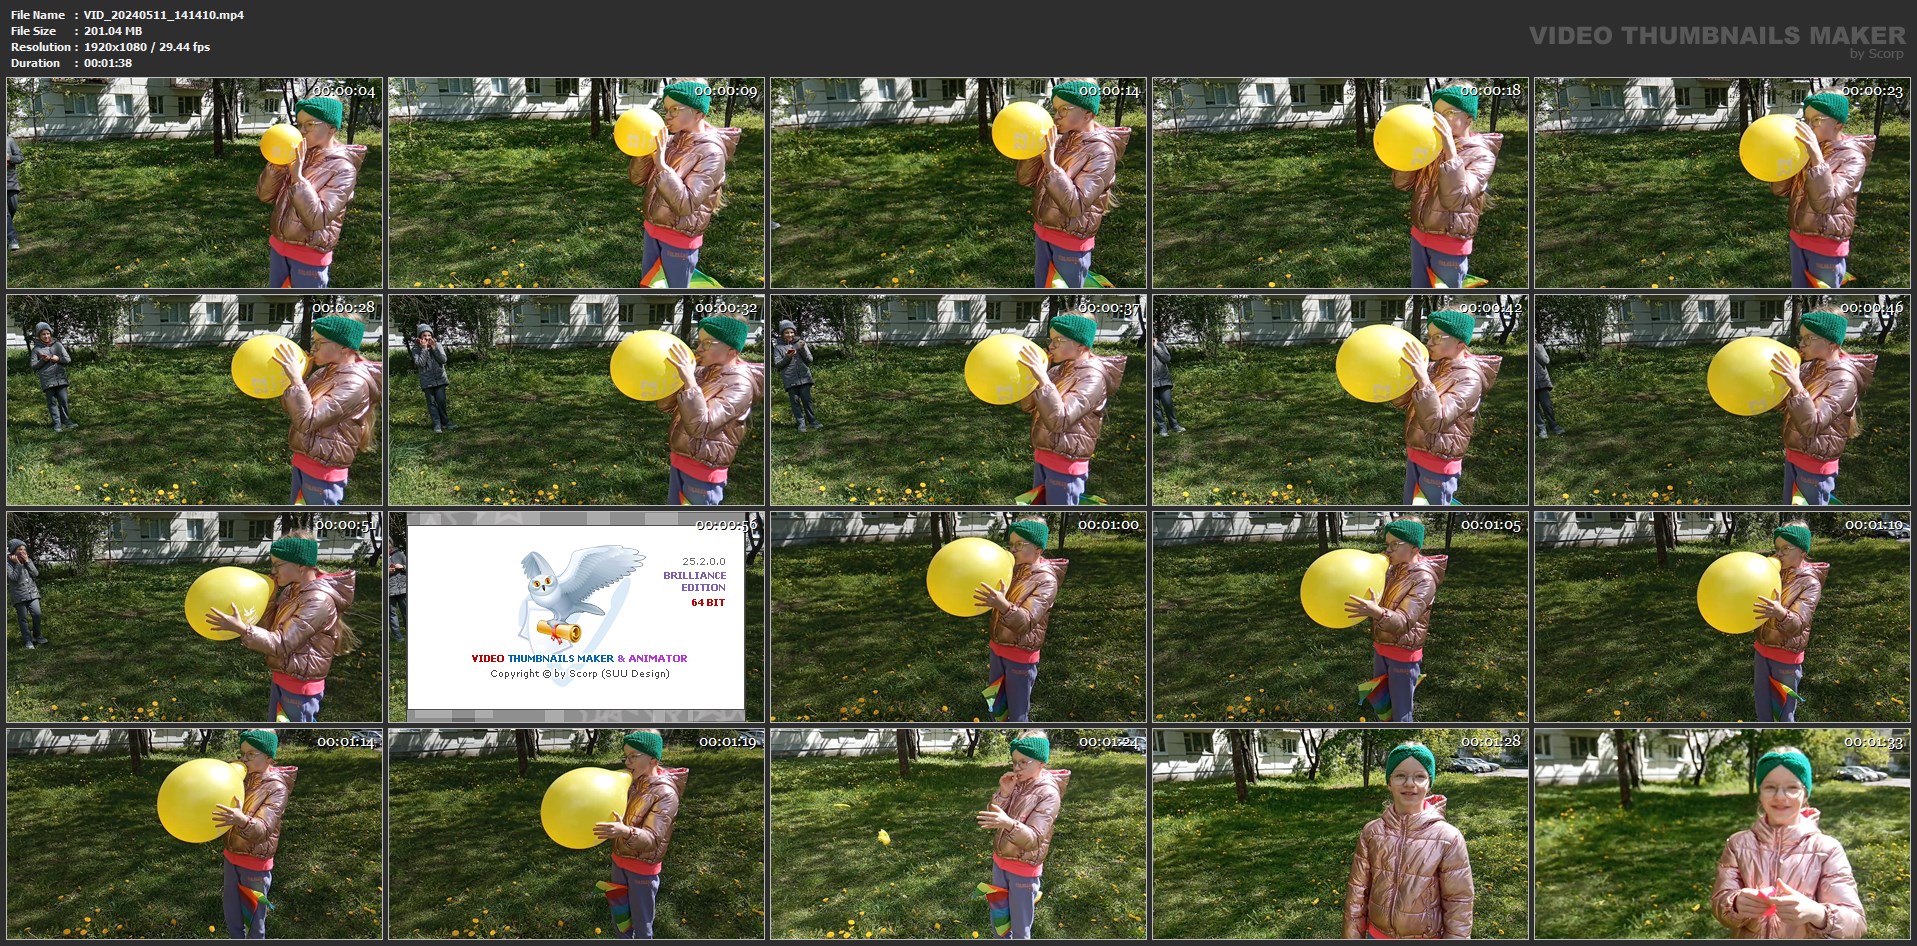 File Name : VID_20240511_141410.mp4
File Size : 201.04 MB
Resolution : 1920x1080 / 29.44 fps
Duration : 00:01:38
VIDEO THUMBNAILS MAKER
by Scorp
00:00:04
00:00:09
00:00:14
00:00:18
00:00:23
00:00:28
00:00:32
00:00:37
00:00:42
00:00:46
00:00:51
00:00:56
25.2.0.0
BRILLIANCE
EDITION
64 BIT
VIDEO THUMBNAILS MAKER & ANIMATOR
Copyright © by Scorp (SUU Design)
00:01:00
00:01:05
00:01:10
00:01:14
00:01:19
00:01:24
00:01:28
00:01:33